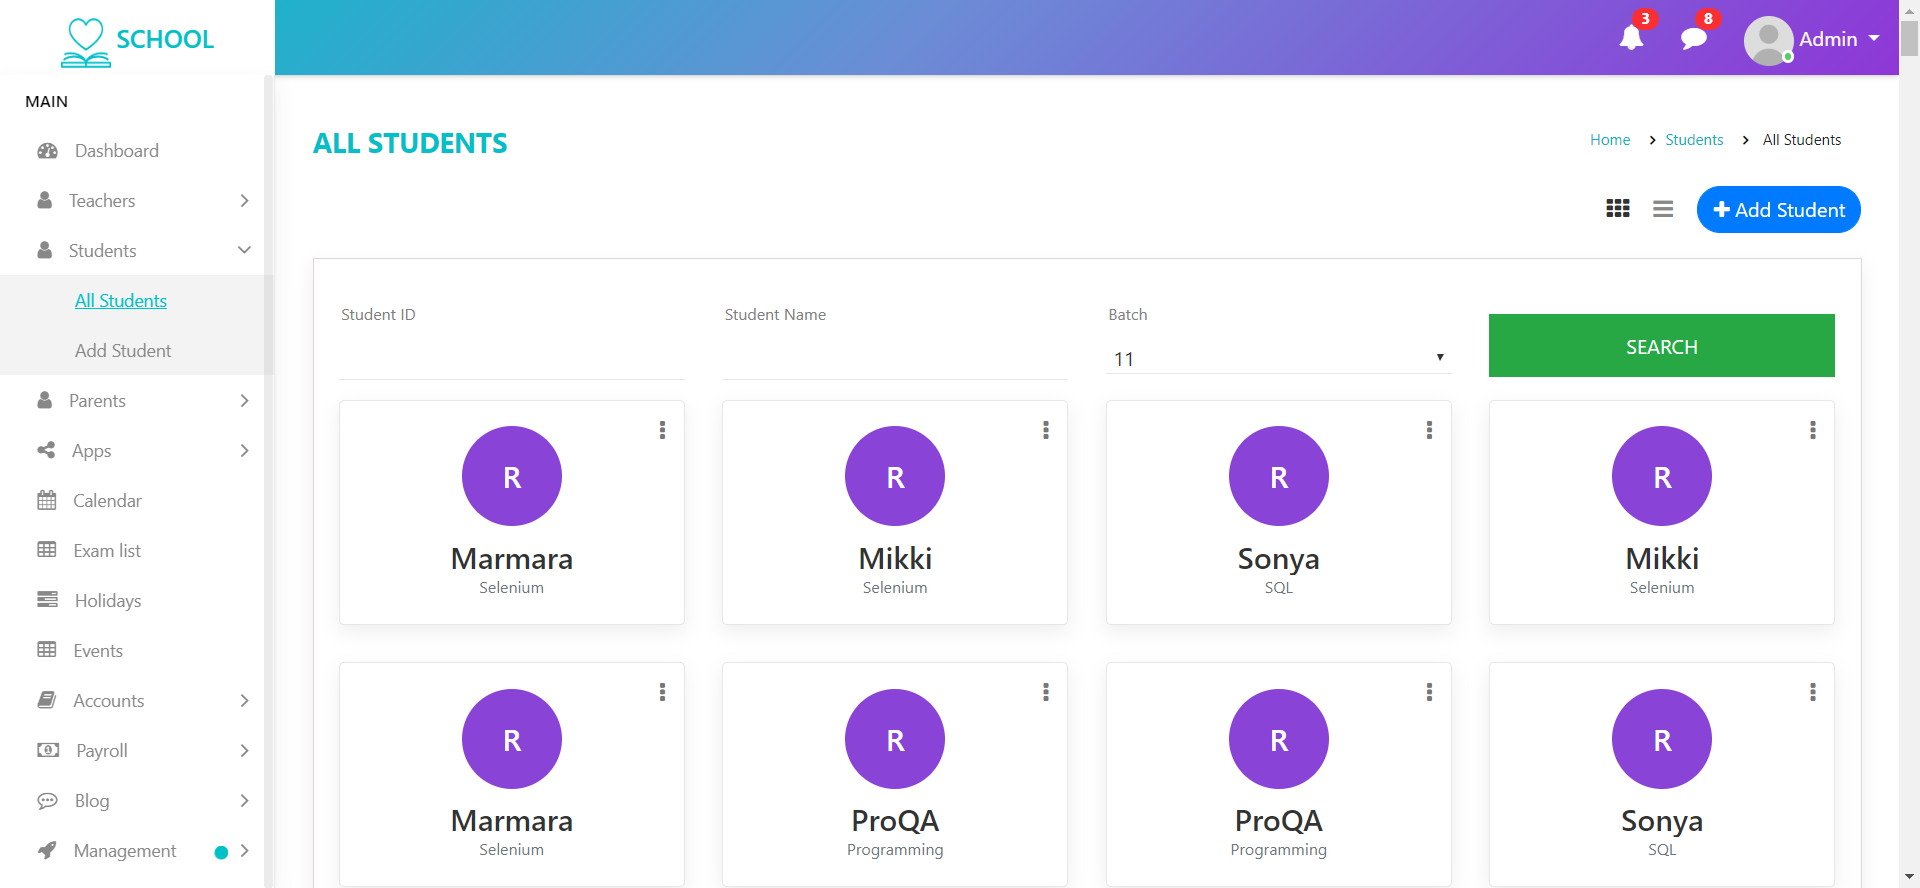 SCHOOL
3
8
Admin
MAIN
Dashboard
Teachers
Students
All Students
Add Student
Parents
Apps
Calendar
Exam list
Holidays
Events
Accounts
Payroll
Blog
Management
ALL STUDENTS
Home > Students > All Students
Add Student
Student ID
Student Name
Batch
11
SEARCH
R
Marmara
Selenium
R
Mikki
Selenium
R
Sonya
SQL
R
Mikki
Selenium
R
Marmara
Selenium
R
ProQA
Programming
R
ProQA
Programming
R
Sonya
SQL